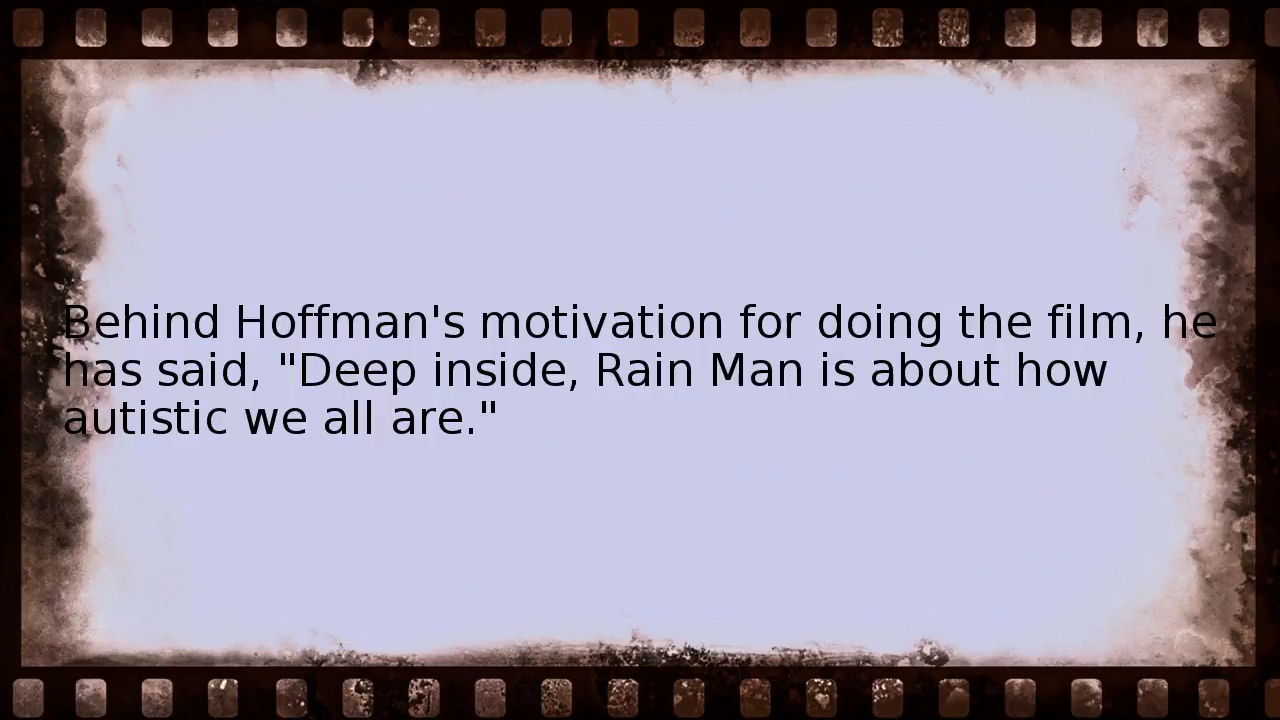 Behind Hoffman's motivation for doing the film, he
has said, "Deep inside, Rain Man is about how
autistic we all are."